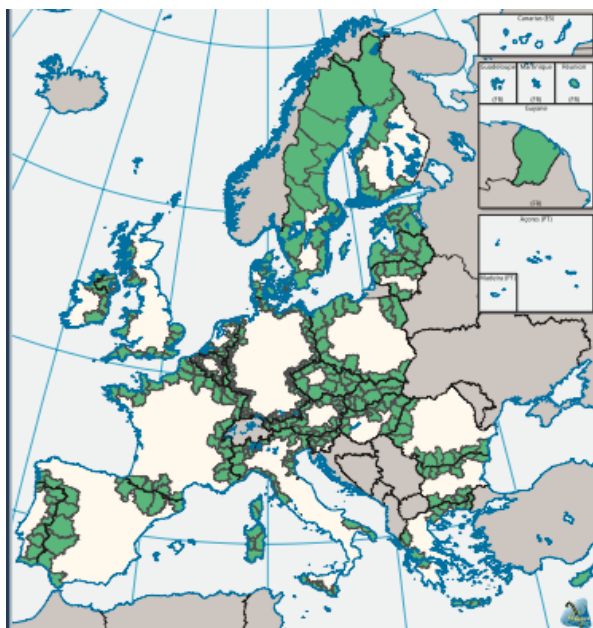 Canarias (ES)
Guadeloupe
Martinique
Réunion
(FR)
(FR)
(FR)
Guyane
(FR)
Açores (PT)
Madeira (PT)